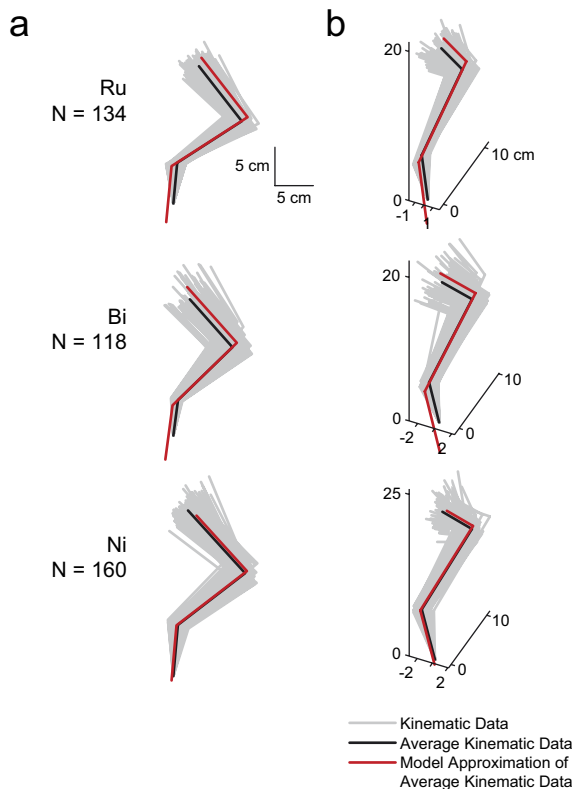 a
b
Ru
N = 134
5 cm
5 cm
20
10 cm
0
0
-1
1
Bi
N = 118
20
10
0
0
-2
2
Ni
N = 160
25
10
0
0
-2
2
Kinematic Data
Average Kinematic Data
Model Approximation of
Average Kinematic Data